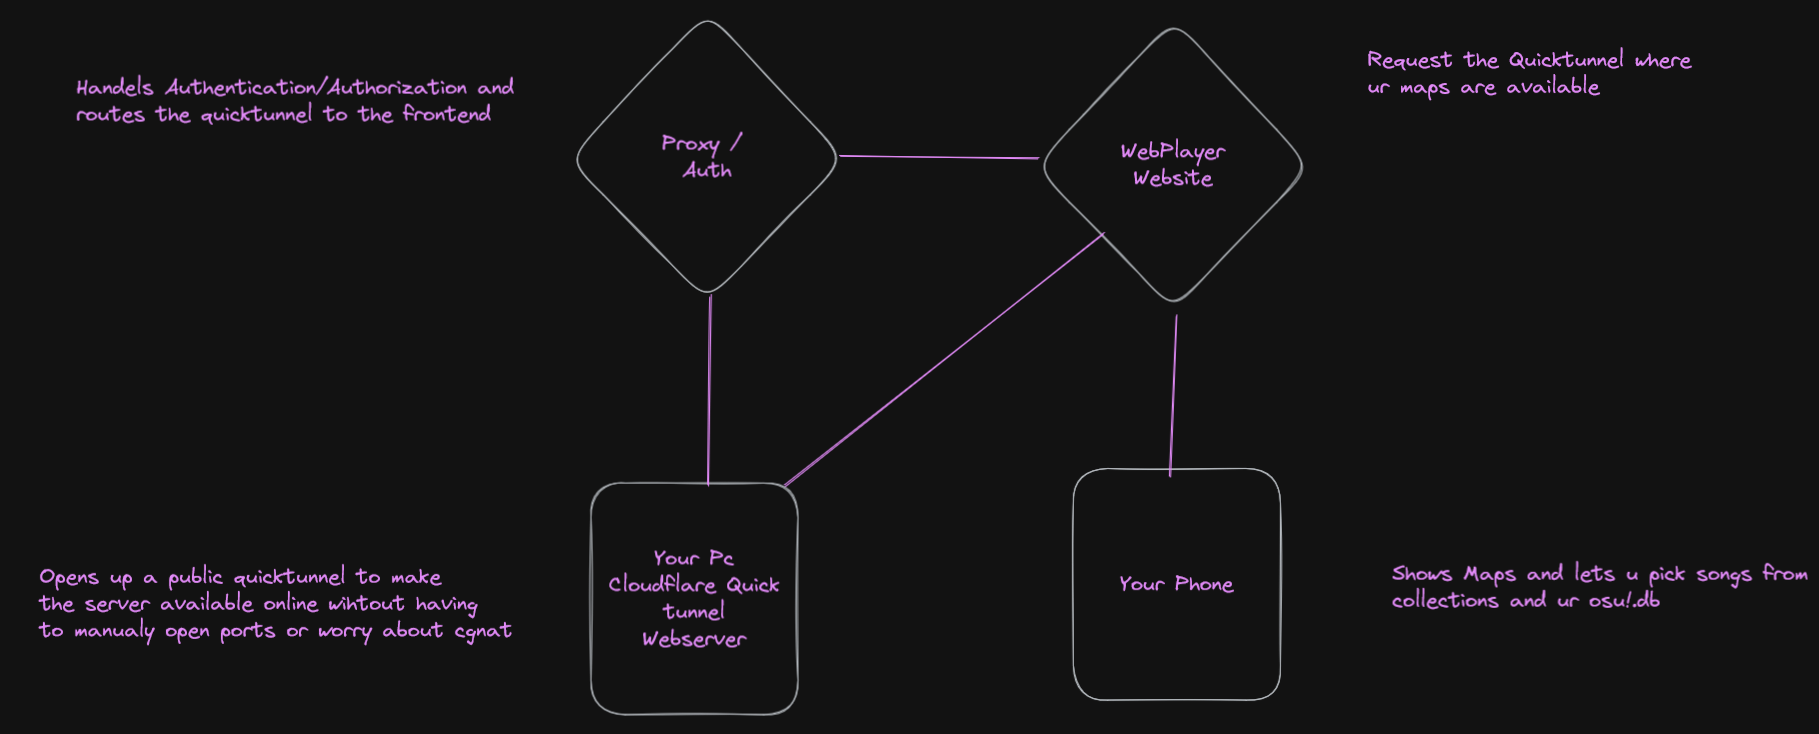 Handels Authentication/Authorization and
routes the quicktunnel to the frontend
Proxy /
Auth
WebPlayer
Website
Request the Quicktunnel where
ur maps are available
Opens up a public quicktunnel to make
the server available online wihtout having
to manualy open ports or worry about cgnat
Your Pc
Cloudflare Quick
tunnel
Webserver
Your Phone
Shows Maps and lets u pick songs from
collections and ur osu!.db